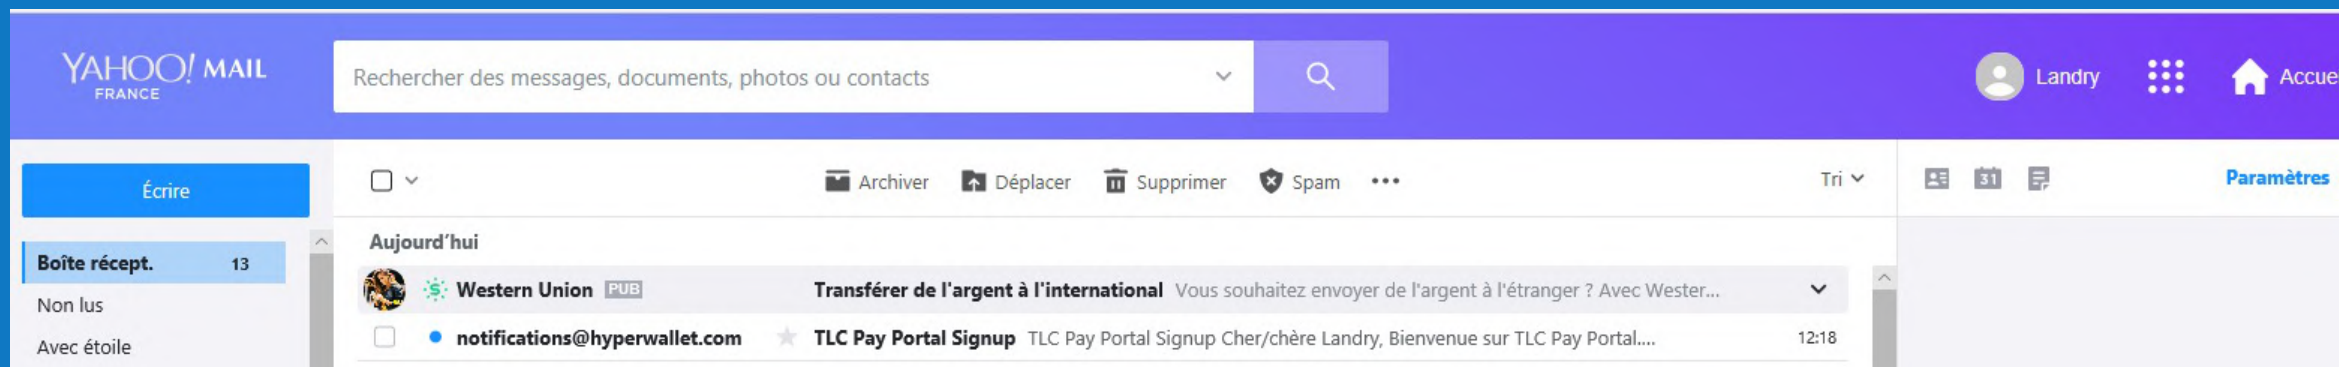 YAHOO! MAIL
FRANCE
Rechercher des messages, documents, photos ou contacts
Landry
Accue
Écrire
Archiver Déplacer Supprimer Spam
Tri
31
Paramètres
Boîte récept. 13
Non lus
Avec étoile
Aujourd'hui
Western Union PUB Transférer de l'argent à l'international Vous souhaitez envoyer de l'argent à l'étranger ? Avec Wester...
notifications@hyperwallet.com TLC Pay Portal Signup TLC Pay Portal Signup Cher/chère Landry, Bienvenue sur TLC Pay Portal.... 12:18